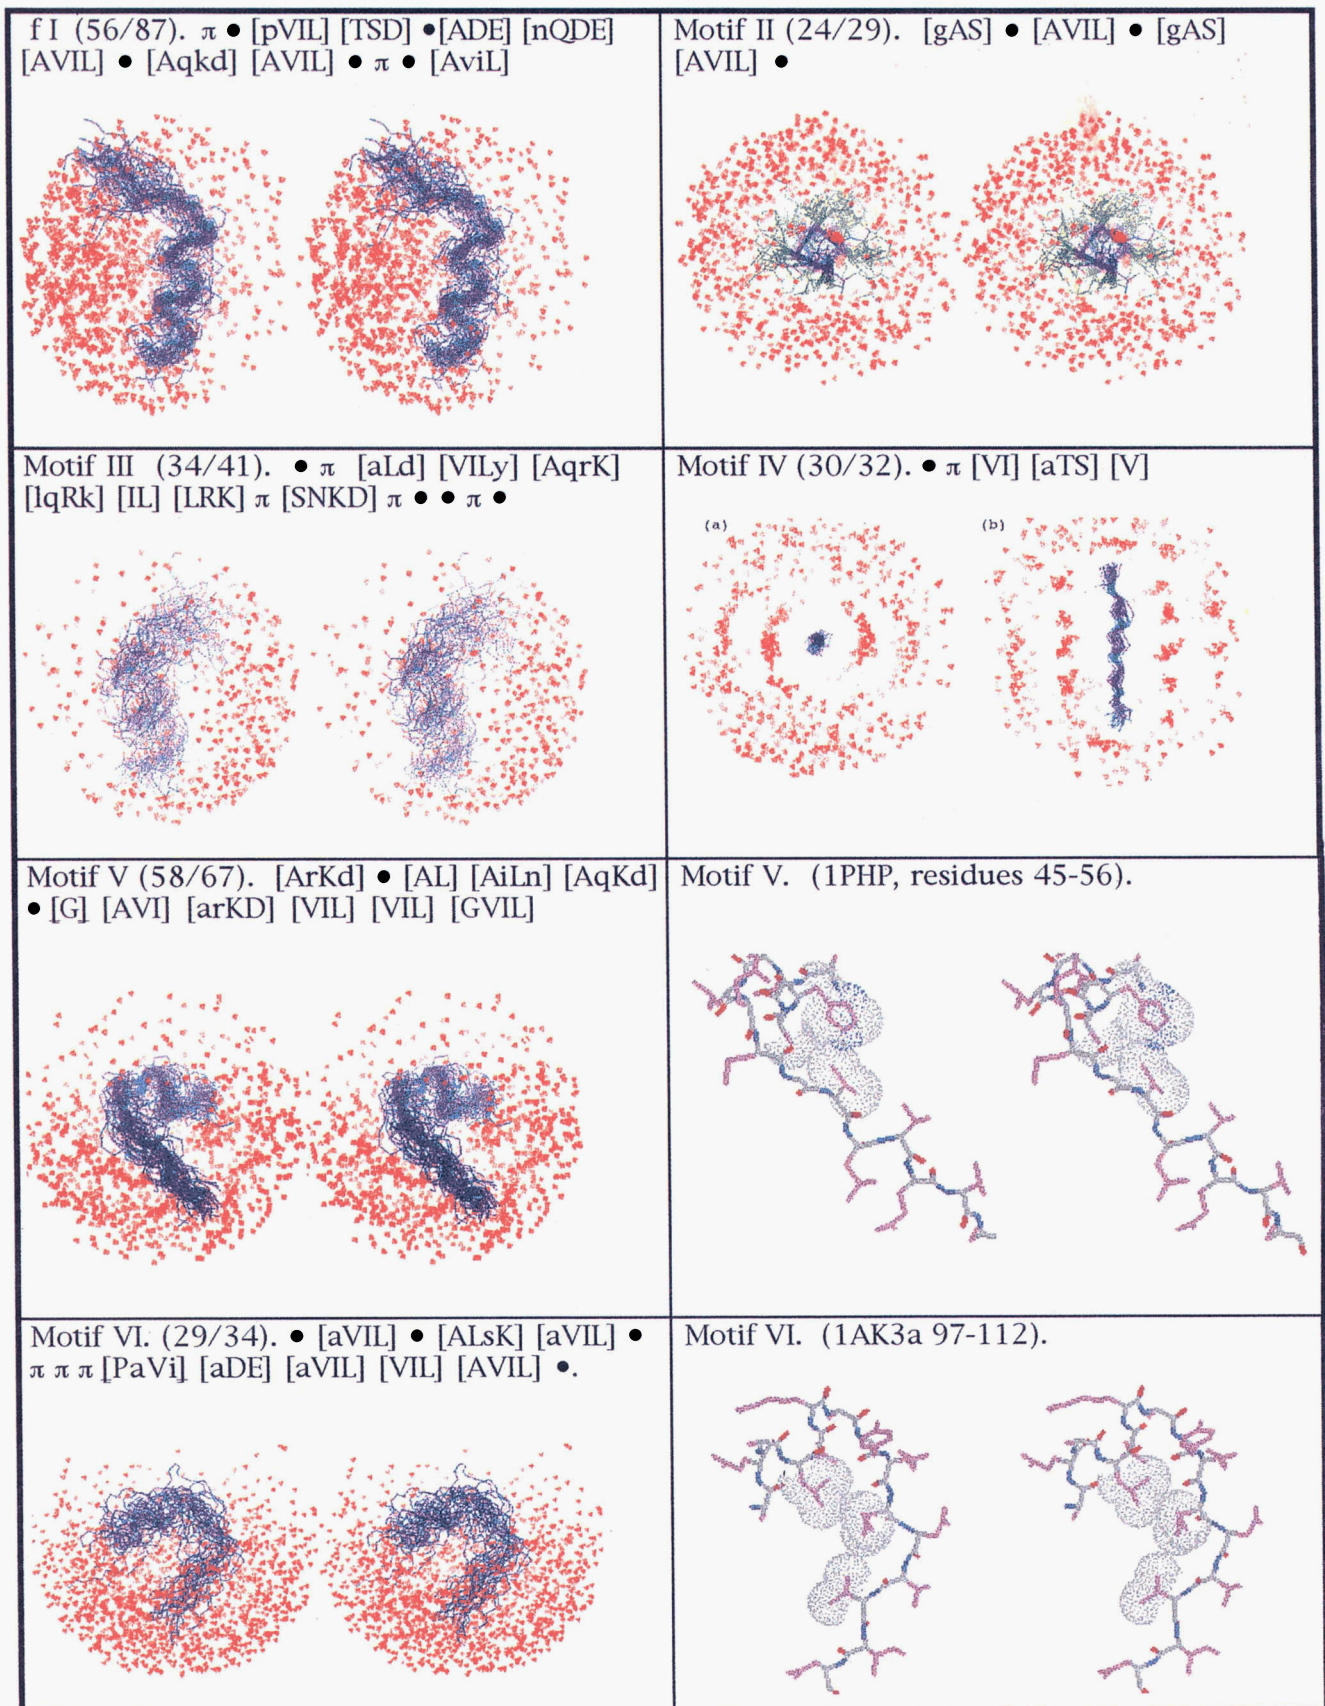 f I (56/87). π • [pVIL] [TSD] •[ADE] [nQDE]
[AVIL] • [Aqkd] [AVIL] • π • [AviL]
Motif II (24/29). [gAS] • [AVIL] • [gAS]
[AVIL] •
Motif III (34/41). • π [aLd] [VILy] [AqrK]
[lqRk] [IL] [LRK] π [SNKD] π • • π •
Motif IV (30/32). • π [VI] [aTS] [V]
(a)
(b)
Motif V (58/67). [ArKd] • [AL] [AiLn] [AqKd]
• [G] [AVI] [arKD] [VIL] [VIL] [GVIL]
Motif V. (1PHP, residues 45-56).
Motif VI. (29/34). • [aVIL] • [ALsK] [aVIL] •
π π π [PaVi] [aDE] [aVIL] [VIL] [AVIL] •.
Motif VI. (1AK3a 97-112).